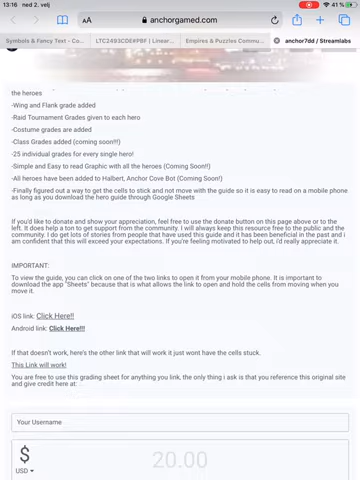 13:16 ned 2. velj
41 %
AA
anchorgamed.com
Symbols & Fancy Text - Co...
LTC2493CDE#PBF | Linear...
Empires & Puzzles Commu...
anchor7dd / Streamlabs
the heroes
-Wing and Flank grade added
-Raid Tournament Grades given to each hero
-Costume grades are added
-Class Grades added (coming soon!!!)
-25 individual grades for every single hero!
-Simple and Easy to read Graphic with all the heroes (Coming Soon!!)
-All heroes have been added to Halbert, Anchor Cove Bot (Coming Soon!)
-Finally figured out a way to get the cells to stick and not move with the guide so it is easy to read on a mobile phone
as long as you download the hero guide through Google Sheets
If you'd like to donate and show your appreciation, feel free to use the donate button on this page above or to the
left. It does help a ton to get support from the community. I will always keep this resource free to the public and the
community. I do get lots of stories from people that have used this guide and it has been beneficial in the past and i
am confident that this will exceed your expectations. If you're feeling motivated to help out, i'd really appreciate it.
IMPORTANT:
To view the guide, you can click on one of the two links to open it from your mobile phone. It is important to
download the app "Sheets" because that is what allows the link to open and hold the cells from moving when you
move it.
iOS link: Click Here!!
Android link: Click Here!!!
If that doesn't work, here's the other link that will work it just wont have the cells stuck.
This Link will work!
You are free to use this grading sheet for anything you link, the only thing i ask is that you reference this original site
and give credit here at:
Your Username
$
USD
20.00